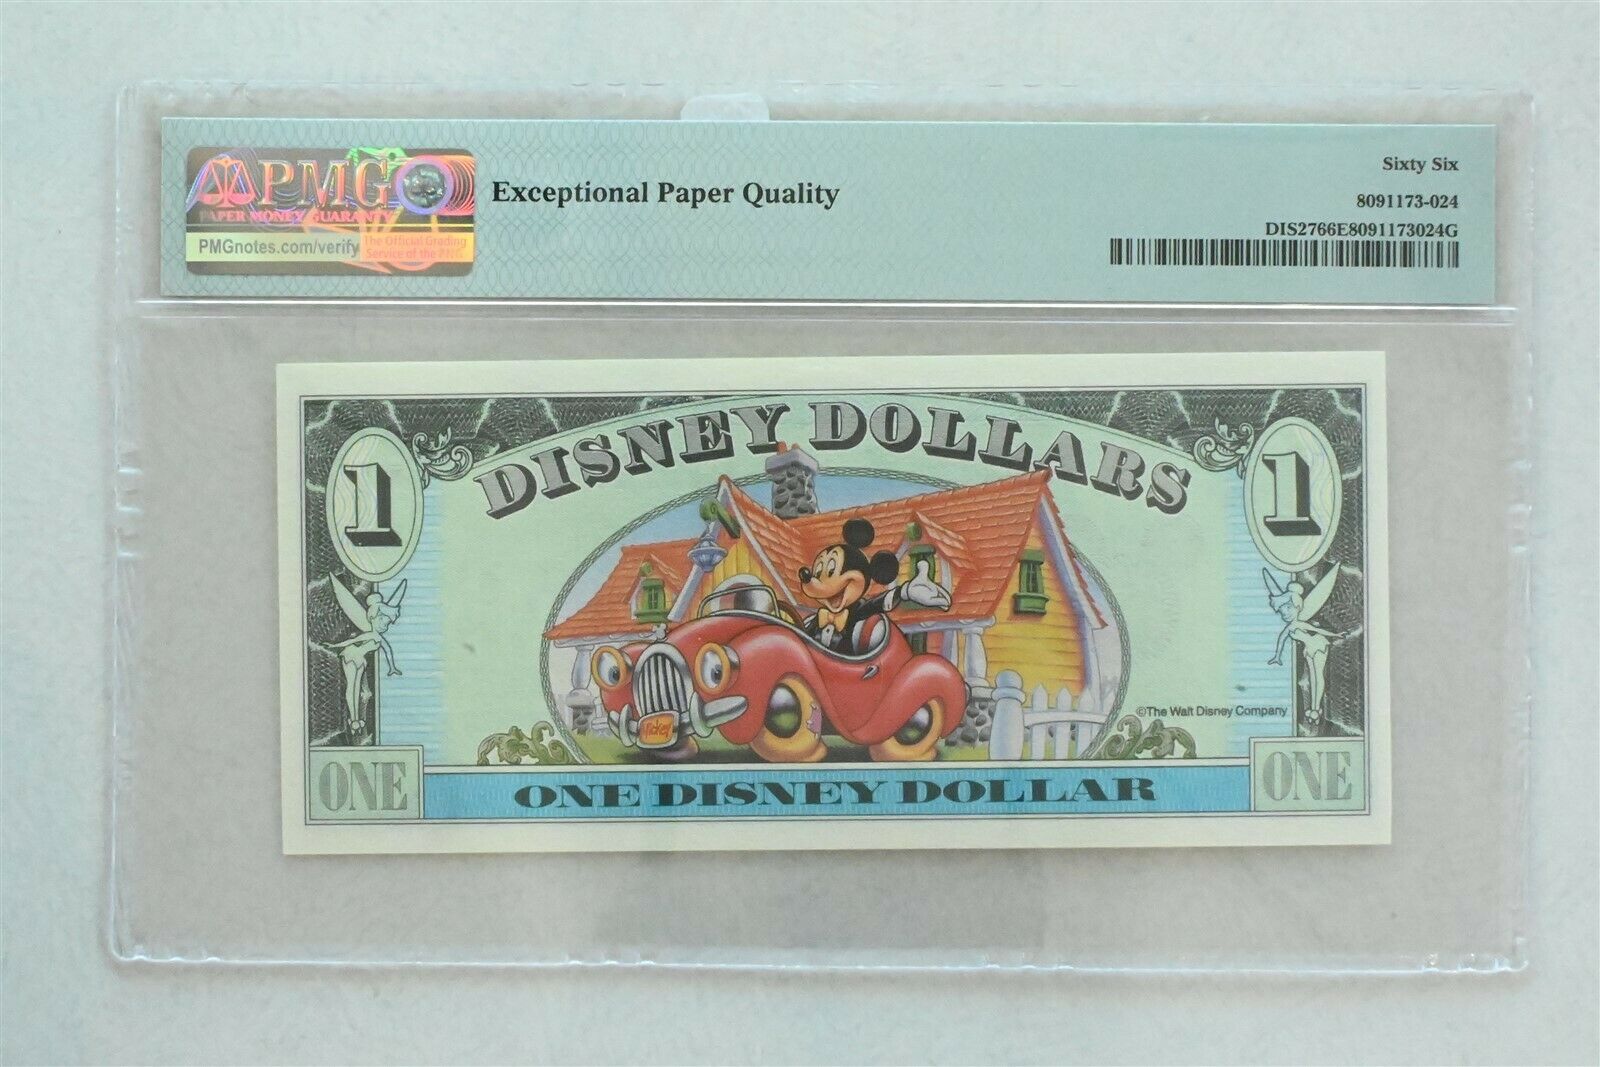 PMG
PAPER MONEY GUARANTY
PMGnotes.com/verify
The Official Grading
Service of the PNG
Exceptional Paper Quality
Sixty Six
8091173-024
DIS2766E8091173024G
DISNEY DOLLARS
1
1
Mickey
©The Walt Disney Company
ONE
ONE DISNEY DOLLAR
ONE